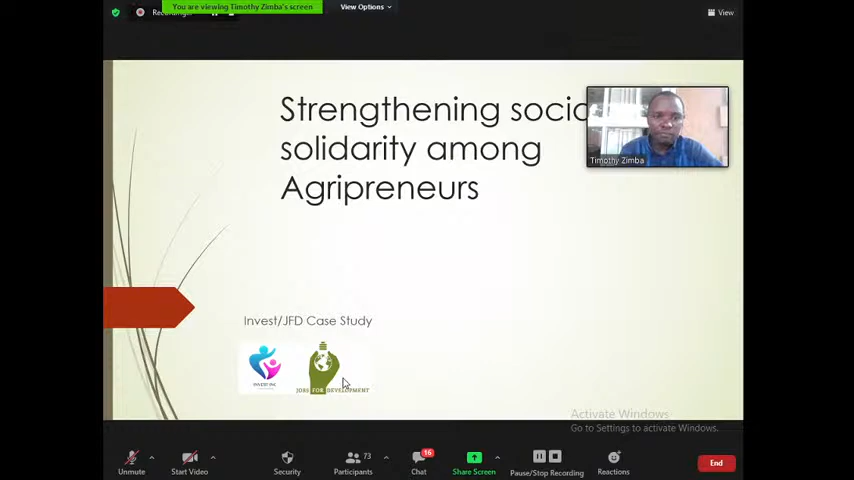 You are viewing Timothy Zimba's screen
View Options
View
Strengthening socia
solidarity among
Agripreneurs
Timothy Zimba
Invest/JFD Case Study
INVEST INC
JOBS FOR DEVELOPMENT
Activate Windows
Go to Settings to activate Windows.
73
16
Unmute
Start Video
Security
Participants
Chat
Share Screen
Pause/Stop Recording
Reactions
End